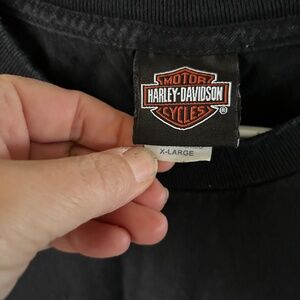 MOTOR
HARLEY-DAVIDSON
CYCLES
®
X-LARGE